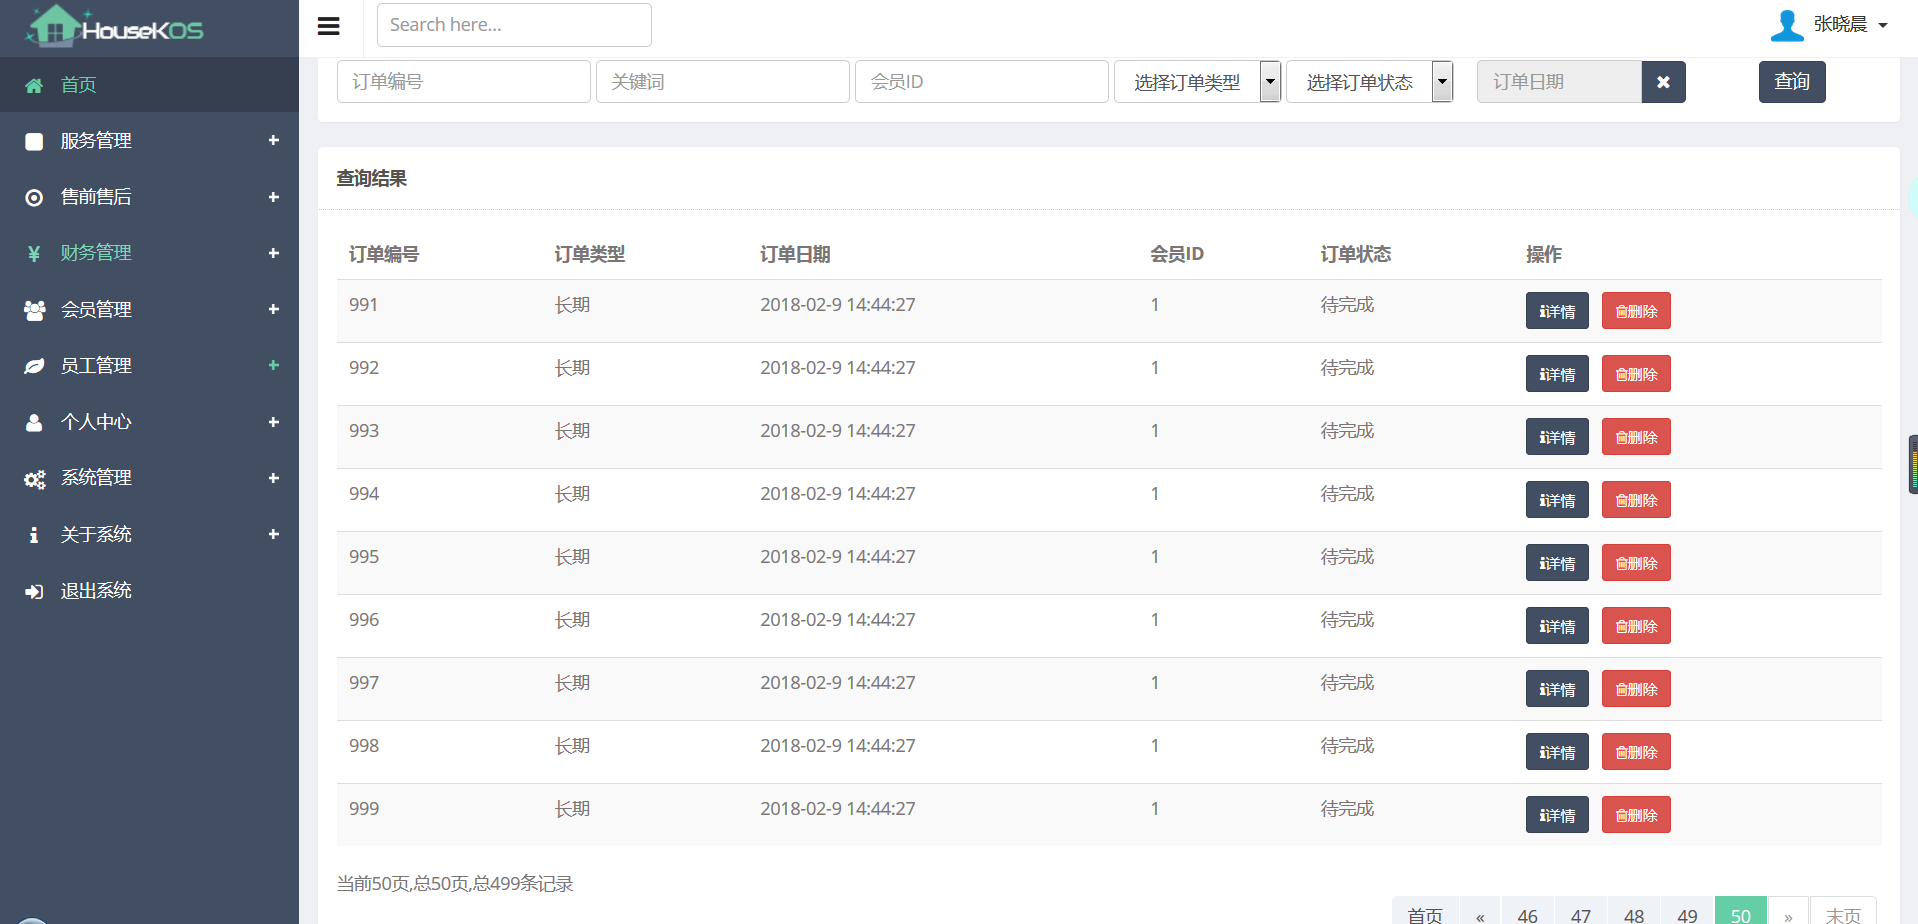 HouseKOS
Search here...
张晓晨
首页
服务管理
售前售后
财务管理
会员管理
员工管理
个人中心
系统管理
关于系统
退出系统
订单编号 关键词 会员ID 选择订单类型 选择订单状态 订单日期 查询
查询结果
订单编号 订单类型 订单日期 会员ID 订单状态 操作
991 长期 2018-02-9 14:44:27 1 待完成 详情 删除
992 长期 2018-02-9 14:44:27 1 待完成 详情 删除
993 长期 2018-02-9 14:44:27 1 待完成 详情 删除
994 长期 2018-02-9 14:44:27 1 待完成 详情 删除
995 长期 2018-02-9 14:44:27 1 待完成 详情 删除
996 长期 2018-02-9 14:44:27 1 待完成 详情 删除
997 长期 2018-02-9 14:44:27 1 待完成 详情 删除
998 长期 2018-02-9 14:44:27 1 待完成 详情 删除
999 长期 2018-02-9 14:44:27 1 待完成 详情 删除
当前50页,总50页,总499条记录
首页 « 46 47 48 49 50 » 末页